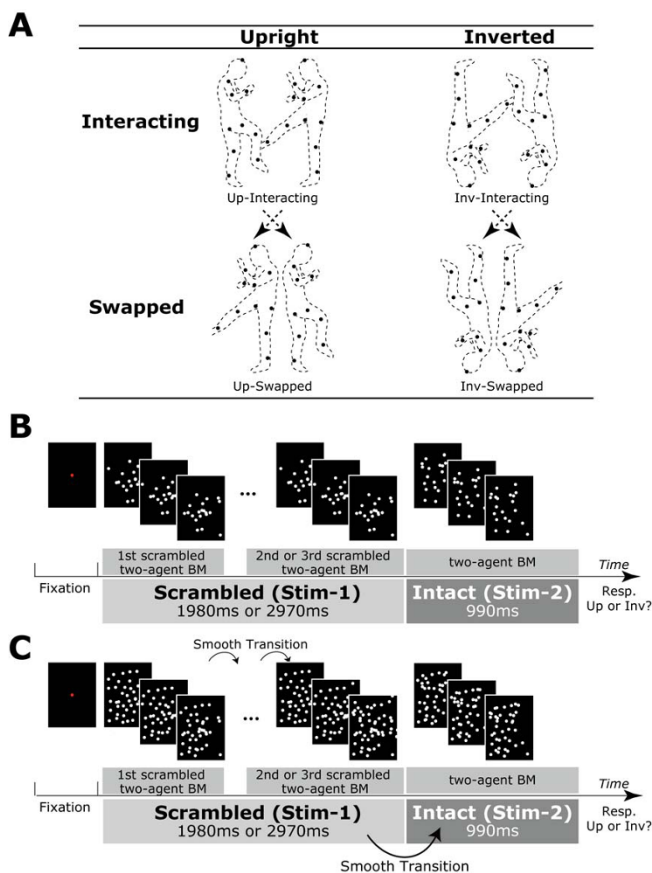 A
Upright Inverted
Interacting
Up-Interacting Inv-Interacting
Swapped
Up-Swapped Inv-Swapped
B
...
1st scrambled two-agent BM
2nd or 3rd scrambled two-agent BM
two-agent BM
Time
Fixation
Scrambled (Stim-1)
1980ms or 2970ms
Intact (Stim-2)
990ms
Resp.
Up or Inv?
C
Smooth Transition
...
1st scrambled
two-agent BM
2nd or 3rd scrambled
two-agent BM
two-agent BM
Time
Fixation
Scrambled (Stim-1)
1980ms or 2970ms
Intact (Stim-2)
990ms
Resp.
Up or Inv?
Smooth Transition